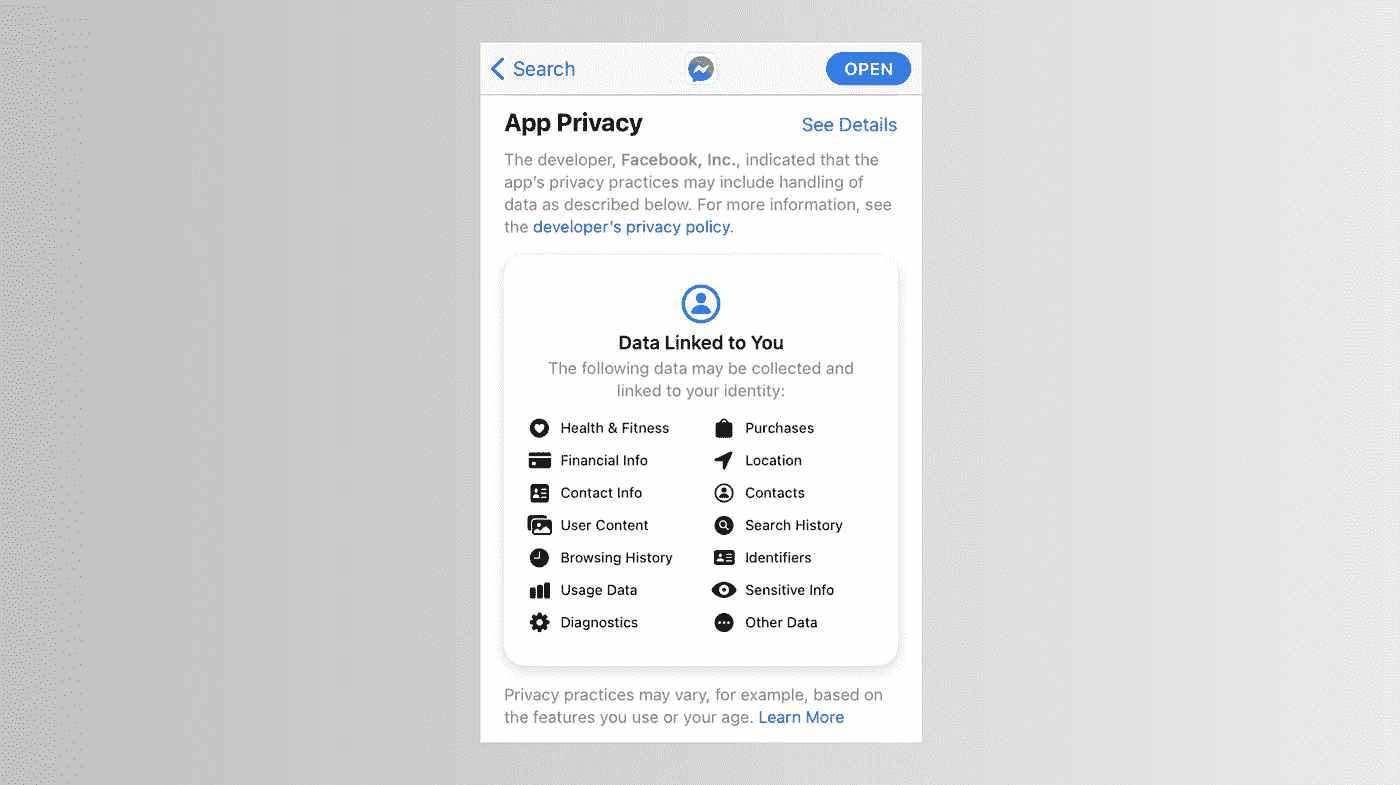 Search
OPEN
App Privacy
See Details
The developer, Facebook, Inc., indicated that the
app's privacy practices may include handling of
data as described below. For more information, see
the developer's privacy policy.
Data Linked to You
The following data may be collected and
linked to your identity:
Health & Fitness
Purchases
Financial Info
Location
Contact Info
Contacts
User Content
Search History
Browsing History
Identifiers
Usage Data
Sensitive Info
Diagnostics
Other Data
Privacy practices may vary, for example, based on
the features you use or your age. Learn More